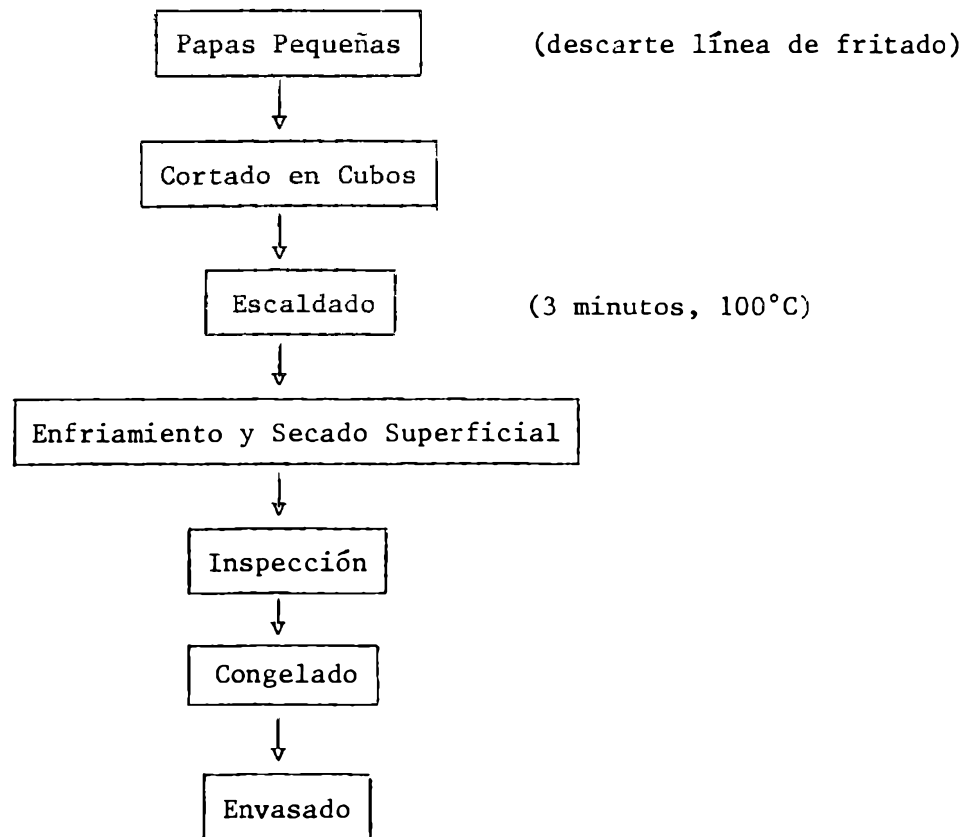 Papas Pequeñas (descarte línea de fritado)
Cortado en Cubos
Escaldado (3 minutos, 100°C)
Enfriamiento y Secado Superficial
Inspección
Congelado
Envasado